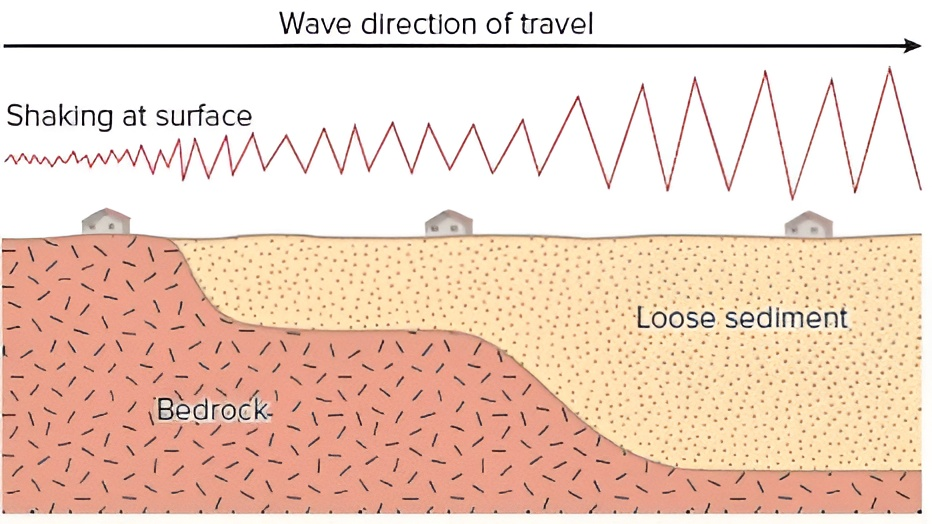 Wave direction of travel
Shaking at surface
Loose sediment
Bedrock